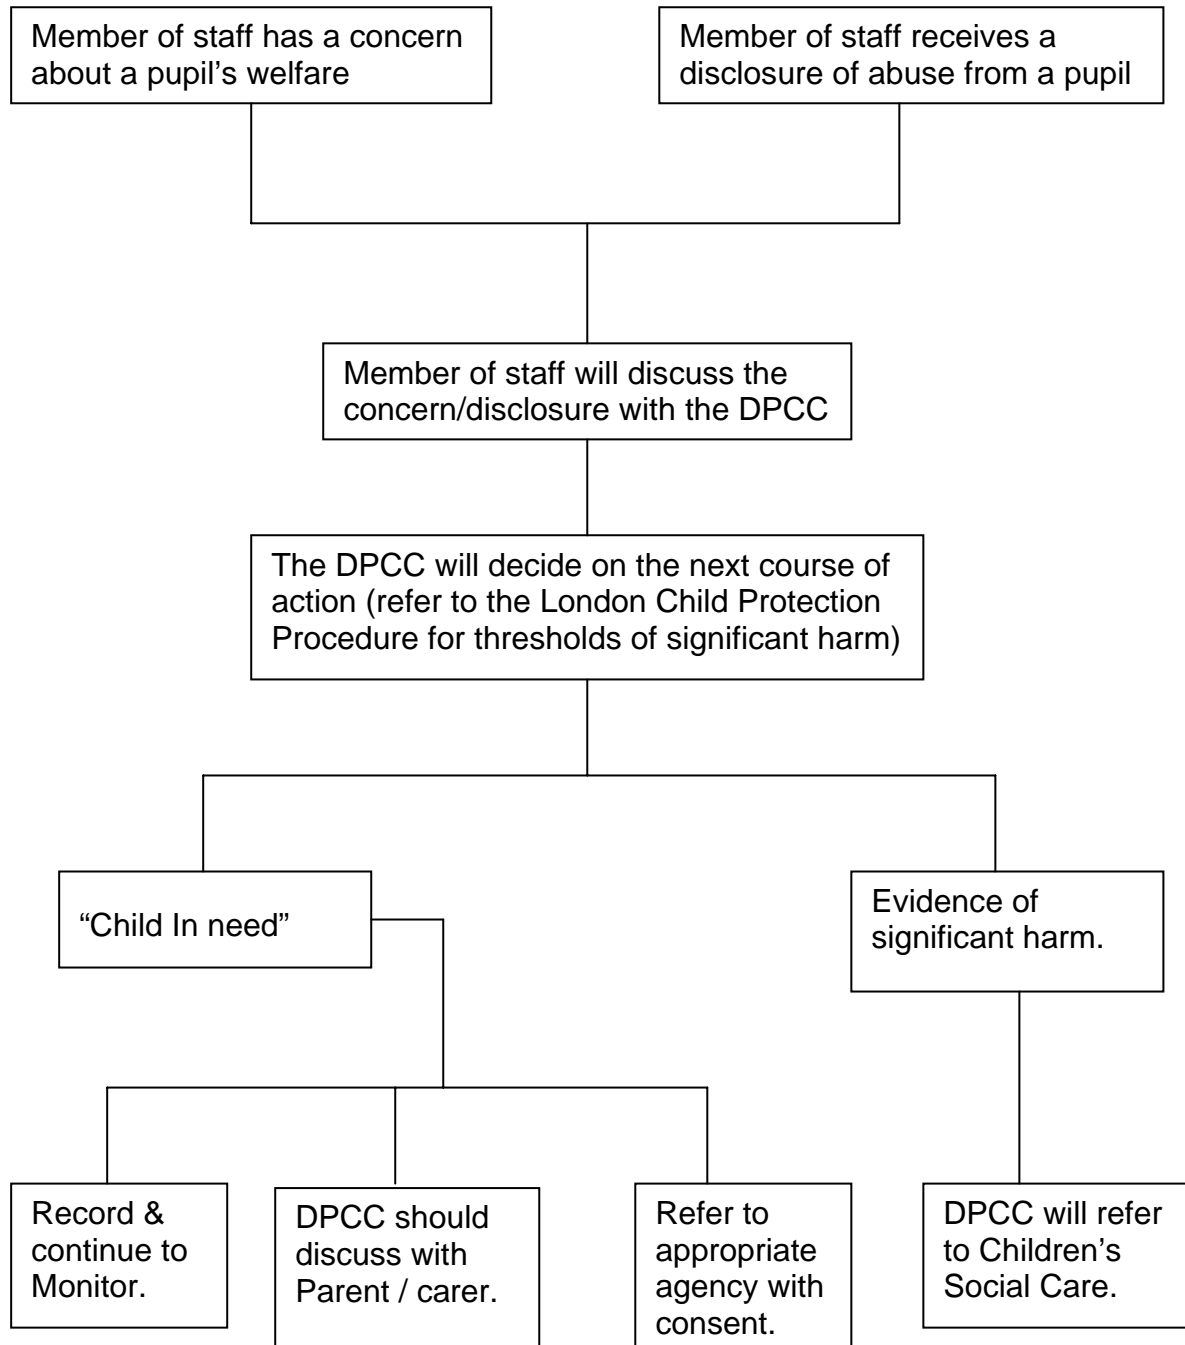 Member of staff has a concern
about a pupil's welfare
Member of staff receives a
disclosure of abuse from a pupil
Member of staff will discuss the
concern/disclosure with the DPCC
The DPCC will decide on the next course of
action (refer to the London Child Protection
Procedure for thresholds of significant harm)
“Child In need”
Evidence of
significant harm.
Record &
continue to
Monitor.
DPCC should
discuss with
Parent / carer.
Refer to
appropriate
agency with
consent.
DPCC will refer
to Children's
Social Care.